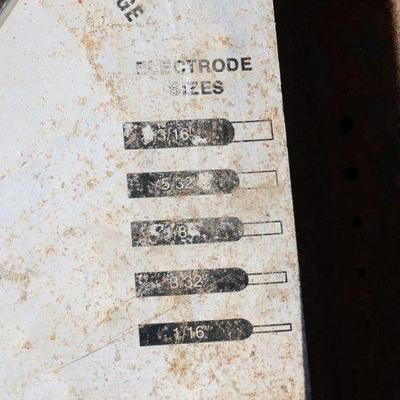 GE
ELECTRODE
SIZES
3/16"
5/32"
1/8"
3/32"
1/16"